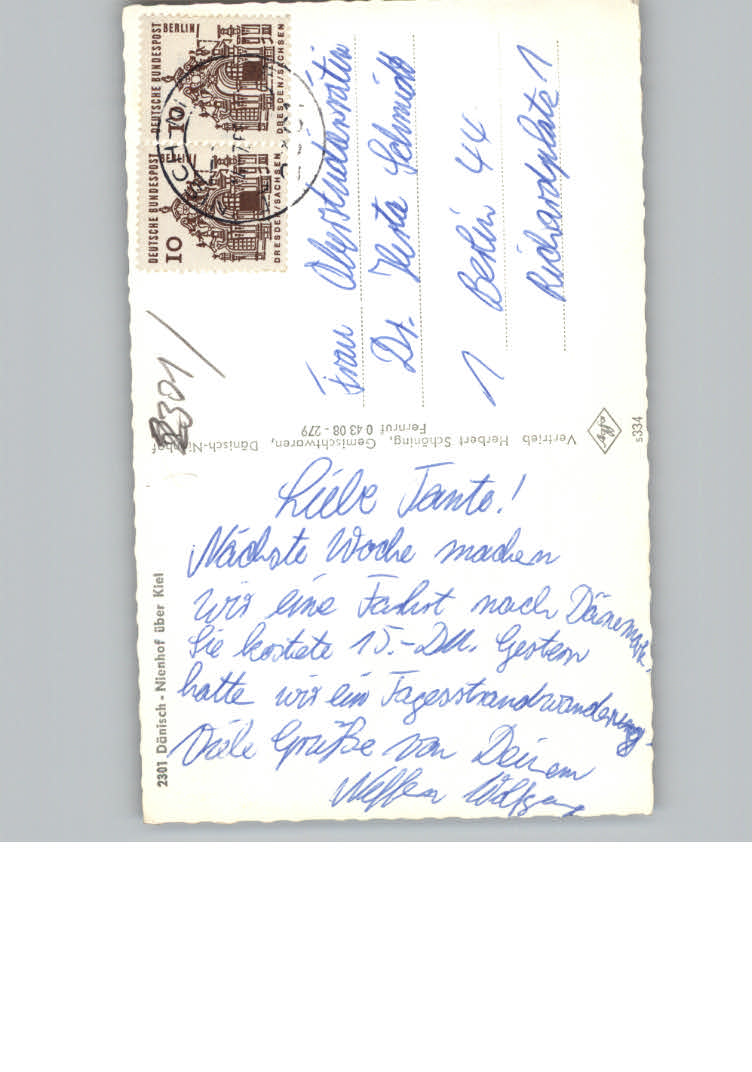 Liebe Tante!
Nächste Woche machen
wir eine Fahrt nach Dänemark.
Sie kostete 15.-DM. Gestern
hatte wir ein Tagesstrandwanderung.
Viele Grüße von Deinem
Neffen Wolfgang
2301 Dänisch - Nienhof über Kiel
Vertrieb Herbert Schöning, Gemischtwaren, Dänisch-Nienhof
Fernruf 0 43 08 - 279
S334
2301
DEUTSCHE BUNDESPOST
BERLIN
10
DRESDEN/SACHSEN
DEUTSCHE BUNDESPOST
BERLIN
10
DRESDEN/SACHSEN
Frau Oberstudienrätin
Dr. Herta Schmidt
1 Berlin 44
Richardplatz 1